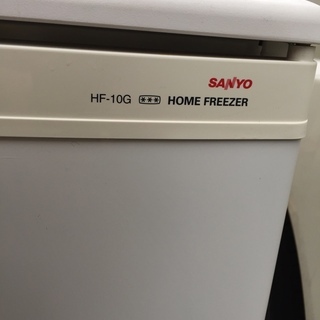 SANYO
HF-10G *** HOME FREEZER